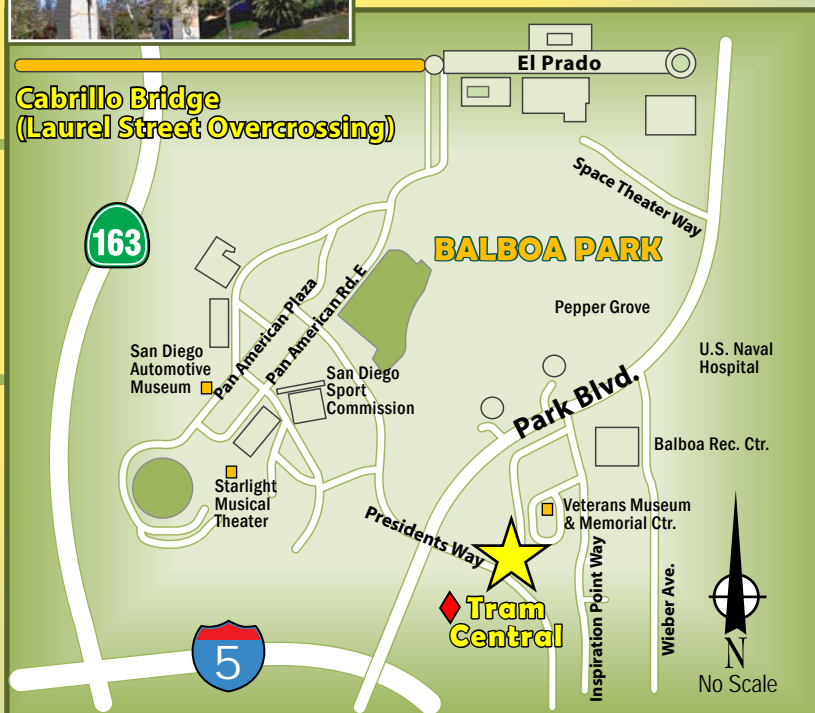 El Prado
Cabrillo Bridge
(Laurel Street Overcrossing)
Space Theater Way
163
BALBOA PARK
Pan American Plaza
Pan American Rd. E
Pepper Grove
San Diego
Automotive
Museum
San Diego
Sport
Commission
U.S. Naval
Hospital
Park Blvd.
Balboa Rec. Ctr.
Starlight
Musical
Theater
Veterans Museum
& Memorial Ctr.
Presidents Way
Tram
Central
Inspiration Point Way
Wieber Ave.
5
N
No Scale